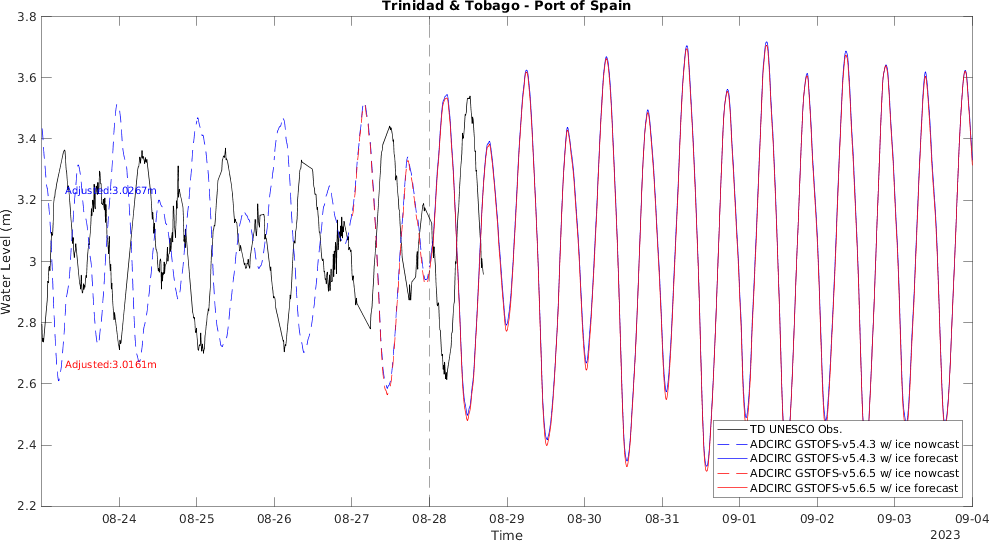 Trinidad & Tobago - Port of Spain
3.8
3.6
3.4
3.2
3
2.8
2.6
2.4
2.2
Water Level (m)
Adjusted:3.0267m
Adjusted:3.0161m
TD UNESCO Obs.
ADCIRC GSTOFS-v5.4.3 w/ ice nowcast
ADCIRC GSTOFS-v5.4.3 w/ ice forecast
ADCIRC GSTOFS-v5.6.5 w/ ice nowcast
ADCIRC GSTOFS-v5.6.5 w/ ice forecast
08-24 08-25 08-26 08-27 08-28 08-29 08-30 08-31 09-01 09-02 09-03 09-04
Time
2023